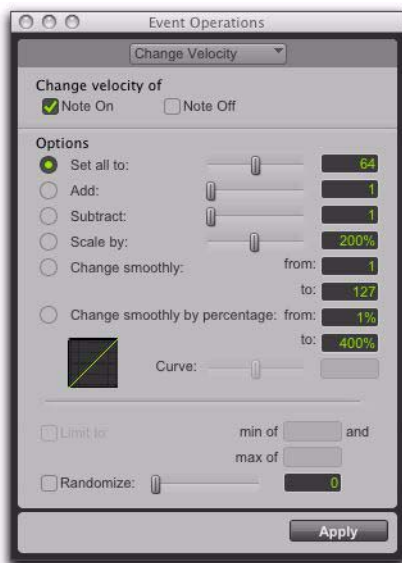 Event Operations
Change Velocity
Change velocity of
Note On Note Off
Options
Set all to: 64
Add: 1
Subtract: 1
Scale by: 200%
Change smoothly: from: 1
to: 127
Change smoothly by percentage: from: 1%
to: 400%
Curve:
Limit to: min of and
max of
Randomize: 0
Apply